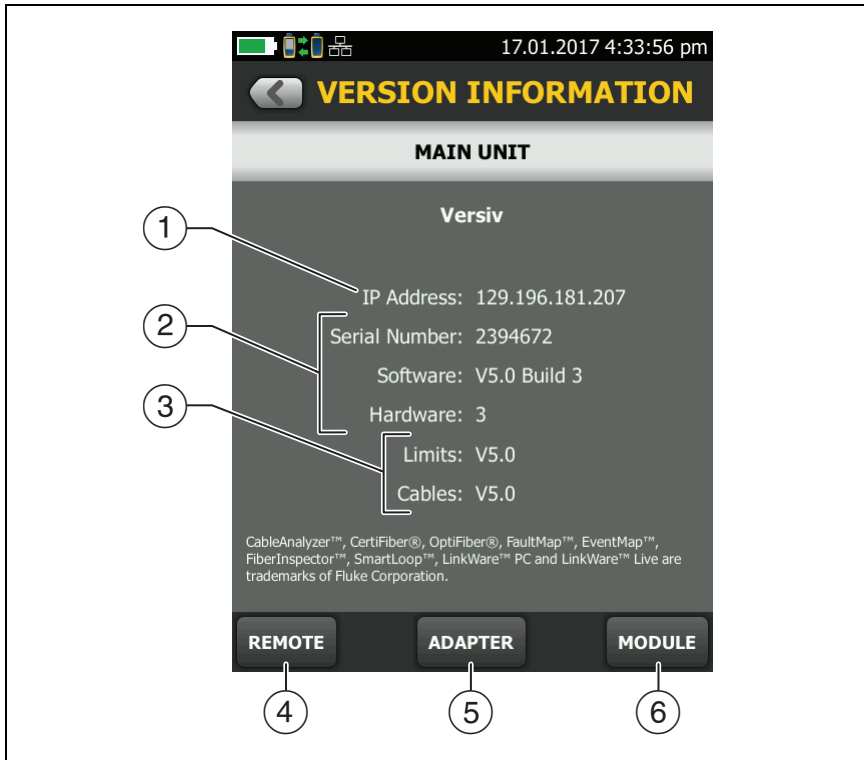 17.01.2017 4:33:56 pm
VERSION INFORMATION
MAIN UNIT
Versiv
1
IP Address: 129.196.181.207
2
Serial Number: 2394672
Software: V5.0 Build 3
3
Hardware: 3
Limits: V5.0
Cables: V5.0
CableAnalyzer™, CertiFiber®, OptiFiber®, FaultMap™, EventMap™,
FiberInspector™, SmartLoop™, LinkWare™ PC and LinkWare™ Live are
trademarks of Fluke Corporation.
REMOTE ADAPTER MODULE
4 5 6